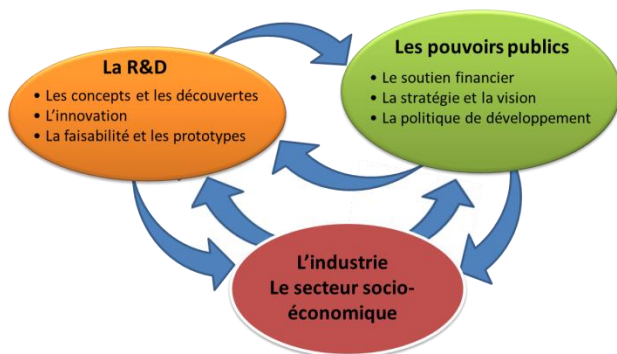 La R&D
• Les concepts et les découvertes
• L'innovation
• La faisabilité et les prototypes
Les pouvoirs publics
• Le soutien financier
• La stratégie et la vision
• La politique de développement
L'industrie
Le secteur socio-
économique